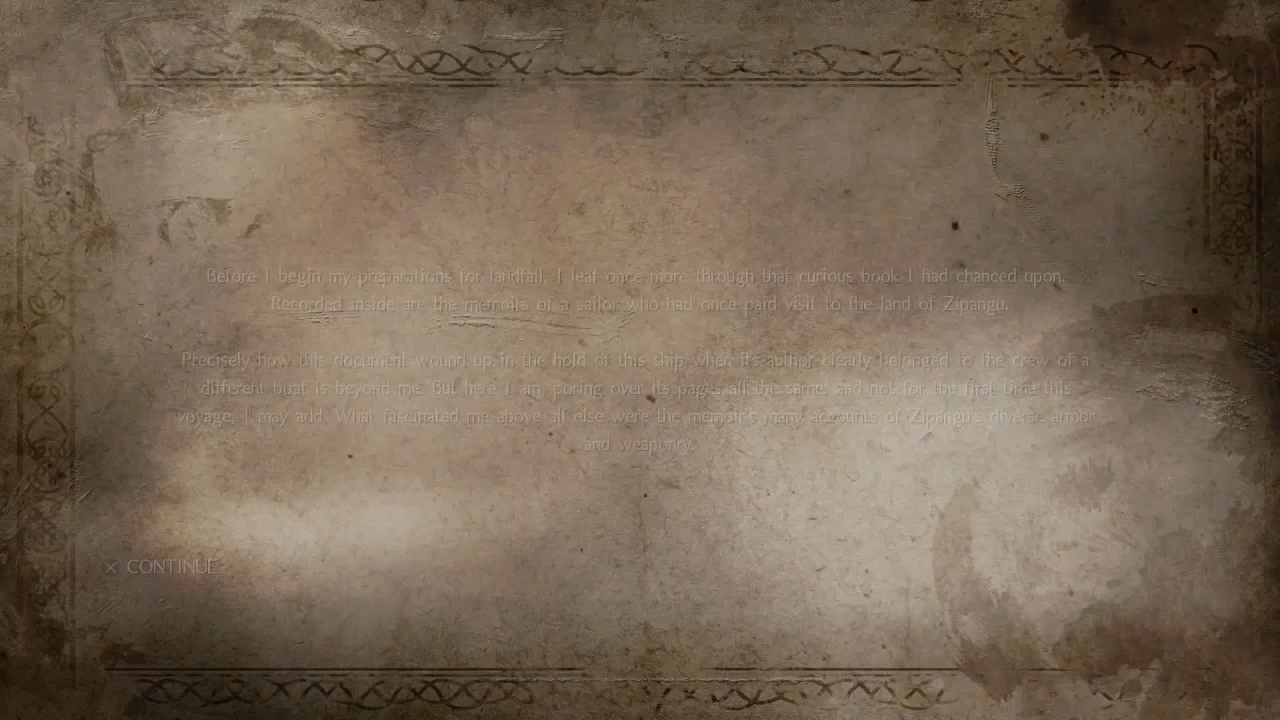 Before I begin my preparations for landfall, I leaf once more through that curious book I had chanced upon.
Recorded inside are the memoirs of a sailor who had once paid visit to the land of Zipangu.
Precisely how this document wound up in the hold of this ship when its author clearly belonged to the crew of a
different boat is beyond me. But here I am, poring over its pages all the same, and not for the first time this
voyage, I may add. What fascinated me above all else were the memoir's many accounts of Zipangu's diverse armor
and weaponry.
CONTINUE